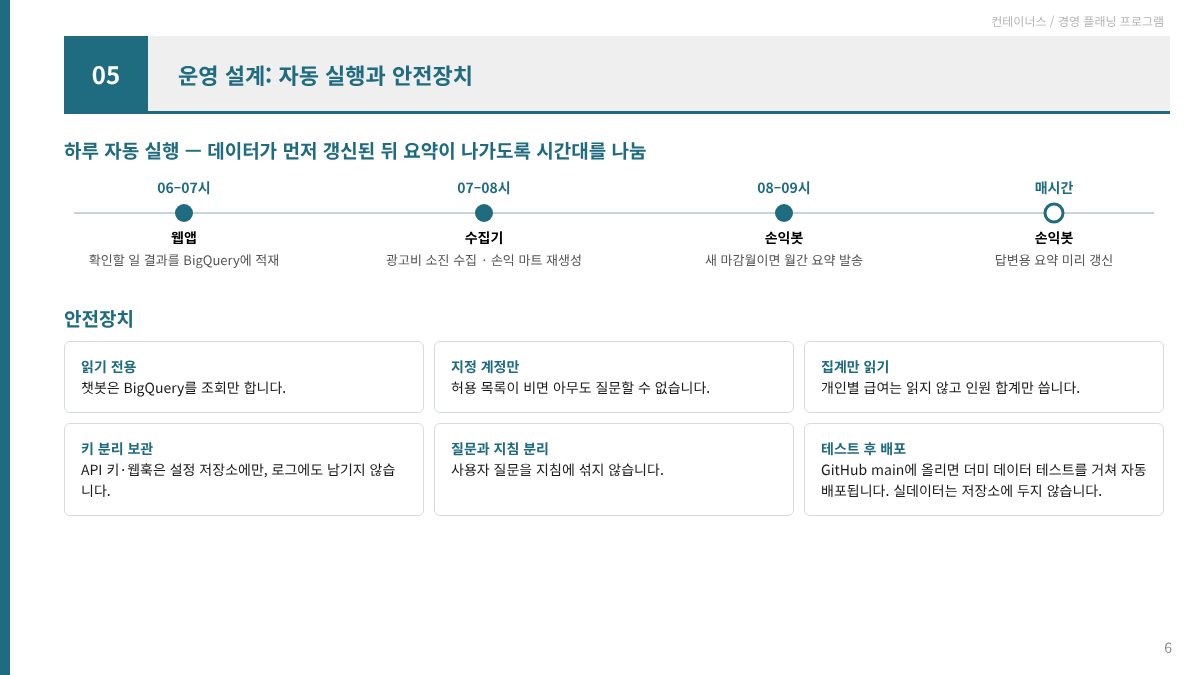 컨테이너스 / 경영 플래닝 프로그램
05
운영 설계: 자동 실행과 안전장치
하루 자동 실행 — 데이터가 먼저 갱신된 뒤 요약이 나가도록 시간대를 나눔
06–07시
07–08시
08–09시
매시간
웹앱
수집기
손익봇
손익봇
확인할 일 결과를 BigQuery에 적재
광고비 소진 수집 · 손익 마트 재생성
새 마감월이면 월간 요약 발송
답변용 요약 미리 갱신
안전장치
읽기 전용
챗봇은 BigQuery를 조회만 합니다.
지정 계정만
허용 목록이 비면 아무도 질문할 수 없습니다.
집계만 읽기
개인별 급여는 읽지 않고 인원 합계만 씁니다.
키 분리 보관
API 키·웹훅은 설정 저장소에만, 로그에도 남기지 않습
니다.
질문과 지침 분리
사용자 질문을 지침에 섞지 않습니다.
테스트 후 배포
GitHub main에 올리면 더미 데이터 테스트를 거쳐 자동
배포됩니다. 실데이터는 저장소에 두지 않습니다.
6